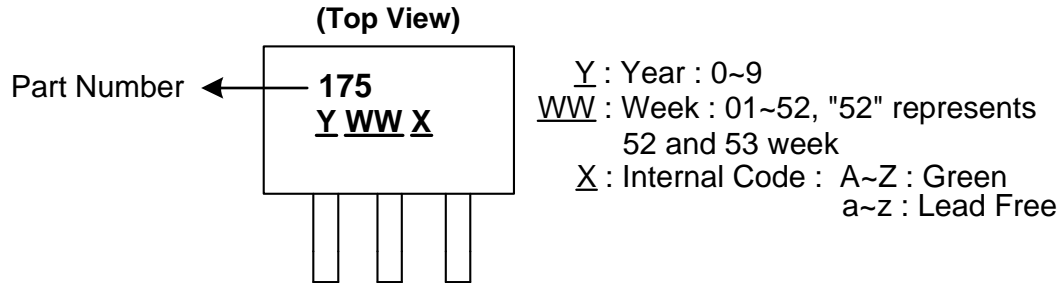 (Top View)
Part Number
175
Y WW X
Y : Year : 0~9
WW : Week : 01~52, "52" represents
52 and 53 week
X : Internal Code : A~Z : Green
a~z : Lead Free